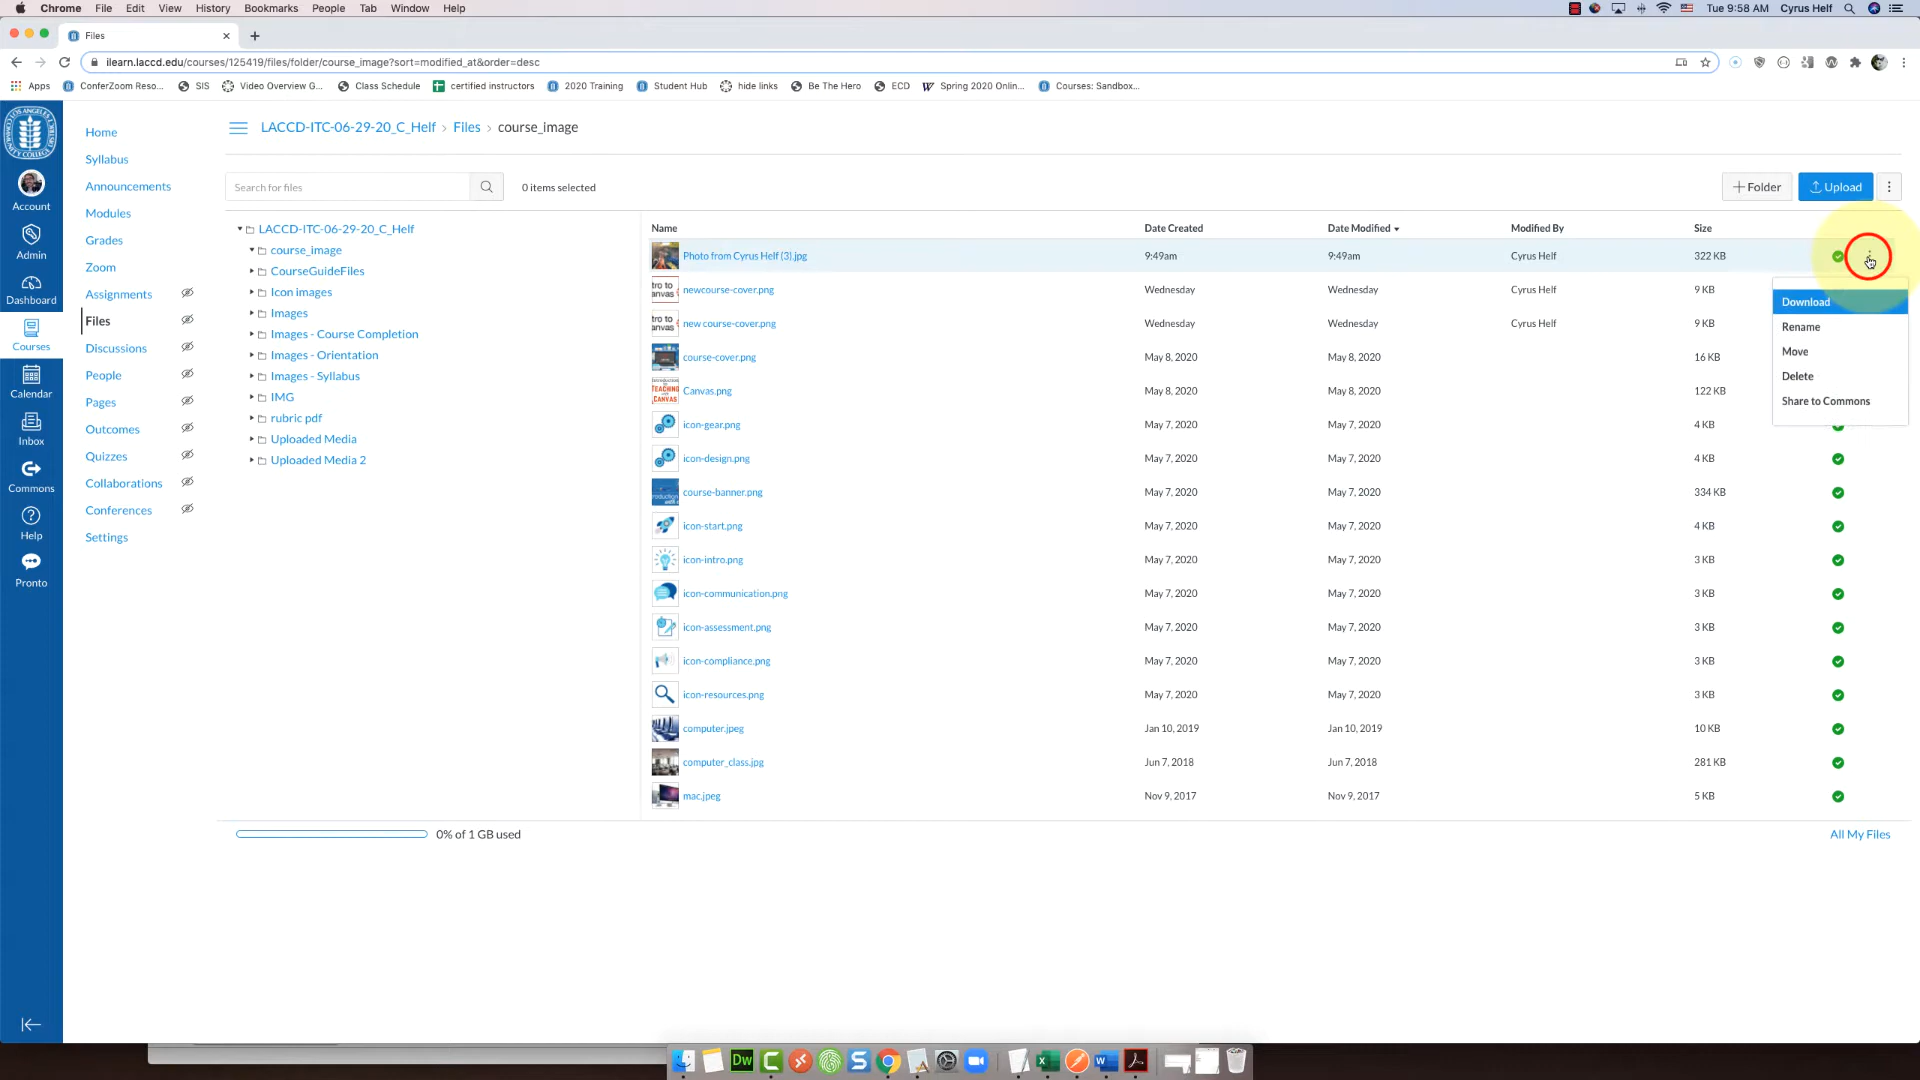 Chrome File Edit View History Bookmarks People Tab Window Help Tue 9:58 AM Cyrus Helf
Files
ilearn.laccd.edu/courses/125419/files/folder/course_image?sort=modified_at&order=desc
Apps ConferZoom Reso... SIS Video Overview G... Class Schedule certified instructors 2020 Training Student Hub hide links Be The Hero ECD Spring 2020 Onlin... Courses: Sandbox...
Account
Admin
Dashboard
Courses
Calendar
Inbox
Commons
Help
Pronto
Home
Syllabus
Announcements
Modules
Grades
Zoom
Assignments
Files
Discussions
People
Pages
Outcomes
Quizzes
Collaborations
Conferences
Settings
LACCD-ITC-06-29-20_C_Helf › Files › course_image
Search for files 0 items selected + Folder Upload
LACCD-ITC-06-29-20_C_Helf
course_image
CourseGuideFiles
Icon images
Images
Images - Course Completion
Images - Orientation
Images - Syllabus
IMG
rubric pdf
Uploaded Media
Uploaded Media 2
Name Date Created Date Modified Modified By Size
Photo from Cyrus Helf (3).jpg 9:49am 9:49am Cyrus Helf 322 KB
newcourse-cover.png Wednesday Wednesday Cyrus Helf 9 KB
new course-cover.png Wednesday Wednesday Cyrus Helf 9 KB
course-cover.png May 8, 2020 May 8, 2020 16 KB
Canvas.png May 8, 2020 May 8, 2020 122 KB
icon-gear.png May 7, 2020 May 7, 2020 4 KB
icon-design.png May 7, 2020 May 7, 2020 4 KB
course-banner.png May 7, 2020 May 7, 2020 334 KB
icon-start.png May 7, 2020 May 7, 2020 4 KB
icon-intro.png May 7, 2020 May 7, 2020 3 KB
icon-communication.png May 7, 2020 May 7, 2020 3 KB
icon-assessment.png May 7, 2020 May 7, 2020 3 KB
icon-compliance.png May 7, 2020 May 7, 2020 3 KB
icon-resources.png May 7, 2020 May 7, 2020 3 KB
computer.jpeg Jan 10, 2019 Jan 10, 2019 10 KB
computer_class.jpg Jun 7, 2018 Jun 7, 2018 281 KB
mac.jpeg Nov 9, 2017 Nov 9, 2017 5 KB
Download
Rename
Move
Delete
Share to Commons
0% of 1 GB used All My Files
Dw